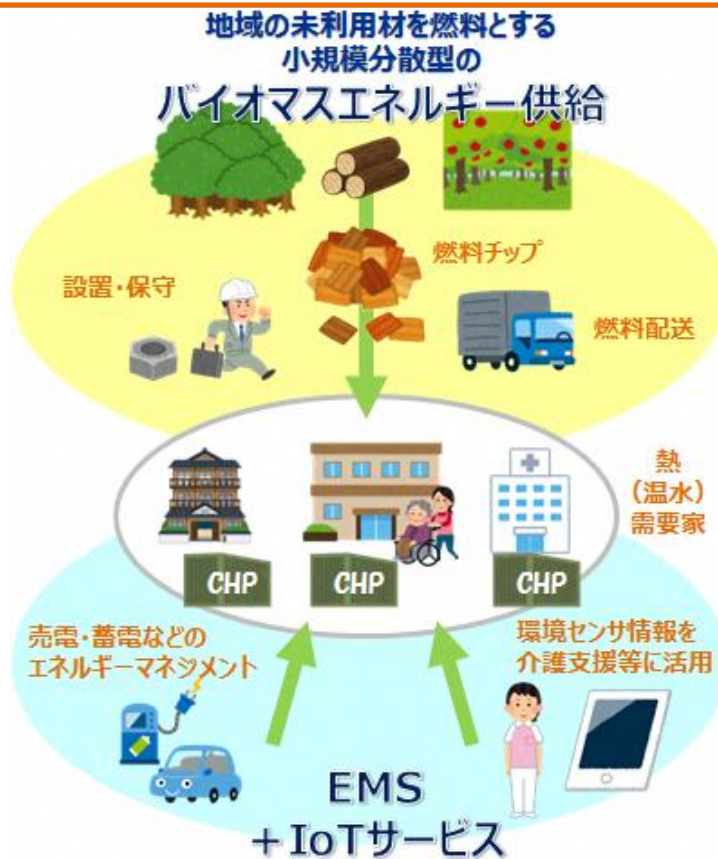 地域の未利用材を燃料とする
小規模分散型の
バイオマスエネルギー供給
燃料チップ
設置・保守
燃料配送
熱
（温水）
需要家
CHP
CHP
CHP
売電・蓄電などの
エネルギーマネジメント
環境センサ情報を
介護支援等に活用
EMS
＋IoTサービス